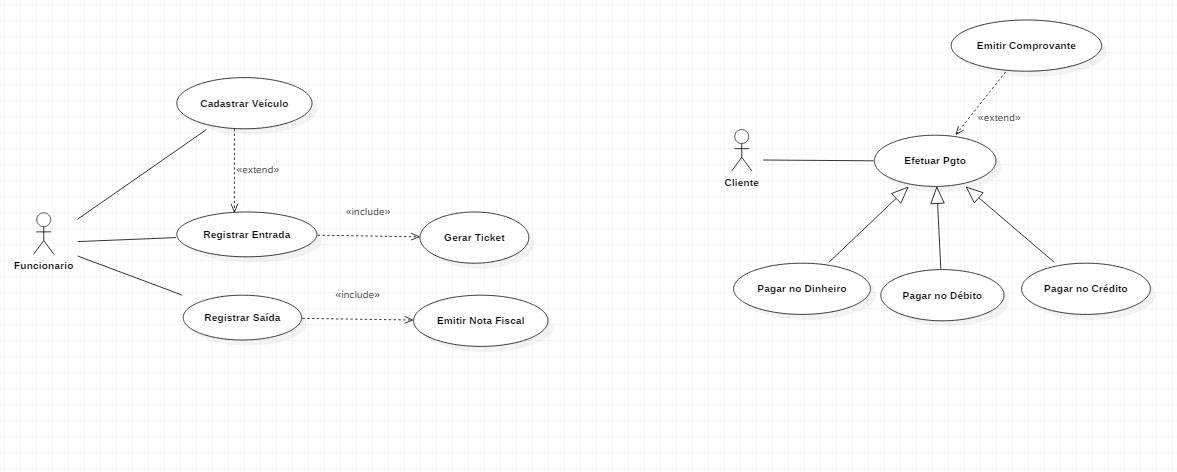 Emitir Comprovante
Cadastrar Veículo
«extend»
Efetuar Pgto
«extend»
Cliente
«include»
Registrar Entrada
Gerar Ticket
Funcionario
«include»
Pagar no Dinheiro
Pagar no Débito
Pagar no Crédito
Registrar Saída
Emitir Nota Fiscal